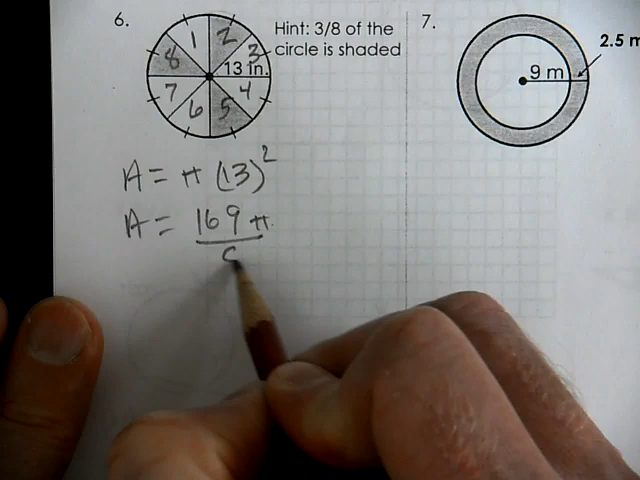 6.
Hint: 3/8 of the
circle is shaded
7.
1
2
3
4
5
6
7
8
13 in.
9 m
2.5 m
A = π (13)²
A = 169 π